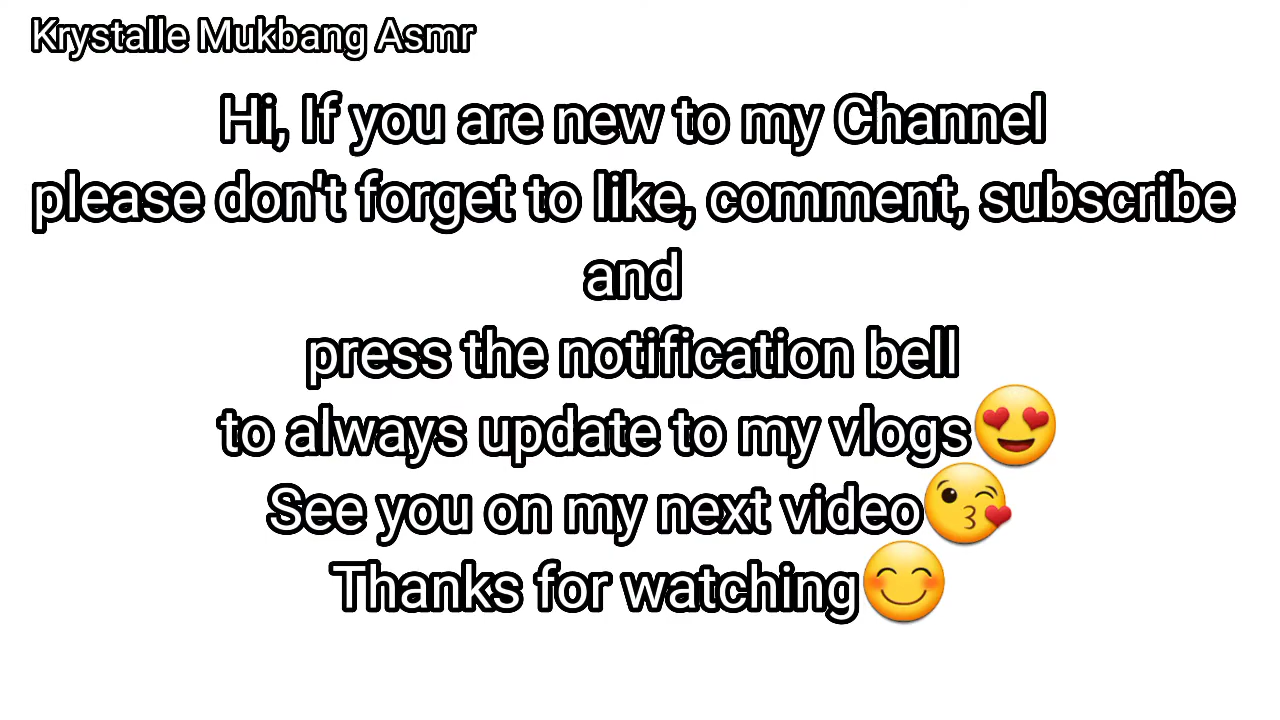 Krystalle Mukbang Asmr
Hi, If you are new to my Channel
please don't forget to like, comment, subscribe
and
press the notification bell
to always update to my vlogs😍
See you on my next video😘
Thanks for watching😊